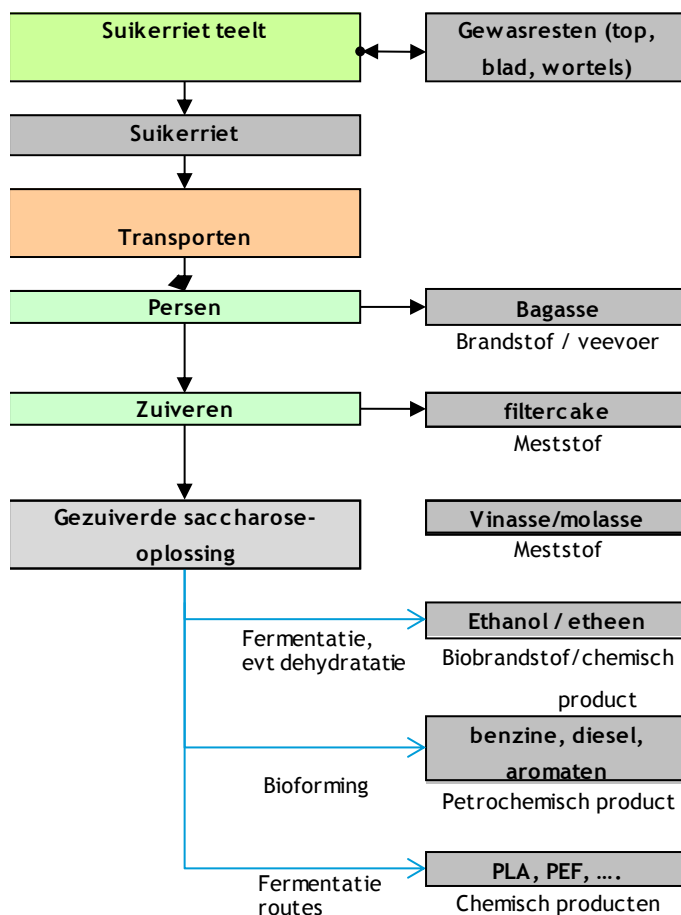 Suikerriet teelt
Gewasresten (top,
blad, wortels)
Suikerriet
Transporten
Persen
Bagasse
Brandstof / veevoer
Zuiveren
filtercake
Meststof
Gezuiverde saccharose-
oplossing
Vinasse/molasse
Meststof
Fermentatie,
evt dehydratatie
Ethanol / etheen
Biobrandstof/chemisch
product
Bioforming
benzine, diesel,
aromaten
Petrochemisch product
Fermentatie
routes
PLA, PEF, ….
Chemisch producten